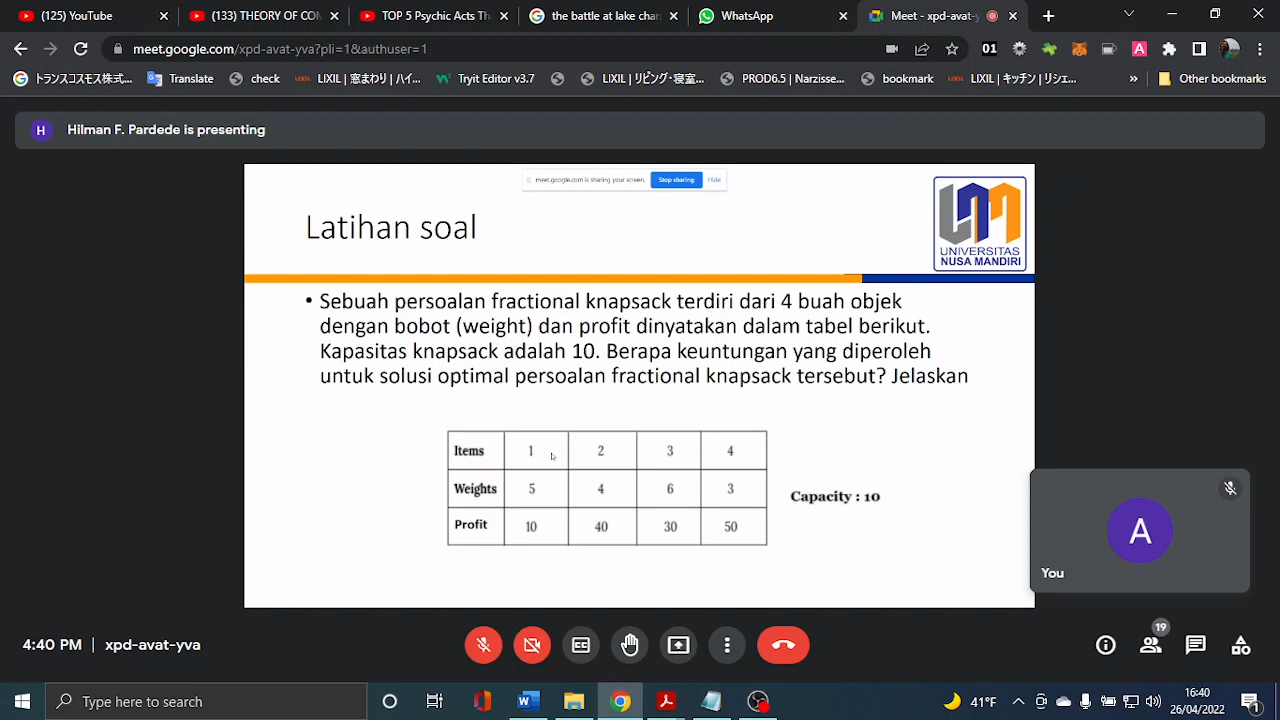 (125) YouTube
(133) THEORY OF CON
TOP 5 Psychology Facts Th
the battle at lake chan
WhatsApp
Meet - xpd-avat-y
meet.google.com/xpd-avat-yva?pli=1&authuser=1
01
A
トランスコスモス株式...
Translate
check
LIXIL | 窓まわり / ハイ...
Tryit Editor v3.7
LIXIL | リビング・寝室...
PROD6.5 | Narzisse...
bookmark
LIXIL | キッチン / リシェ...
»
Other bookmarks
H
Hilman F. Pardede is presenting
meet.google.com is sharing your screen.
Stop sharing
Hide
Latihan soal
UNIVERSITAS
NUSA MANDIRI
• Sebuah persoalan fractional knapsack terdiri dari 4 buah objek
dengan bobot (weight) dan profit dinyatakan dalam tabel berikut.
Kapasitas knapsack adalah 10. Berapa keuntungan yang diperoleh
untuk solusi optimal persoalan fractional knapsack tersebut? Jelaskan
Items 1 2 3 4
Weights 5 4 6 3
Profit 10 40 30 50
Capacity : 10
A
You
4:40 PM | xpd-avat-yva
19
Type here to search
41°F
16:40
26/04/2022
1